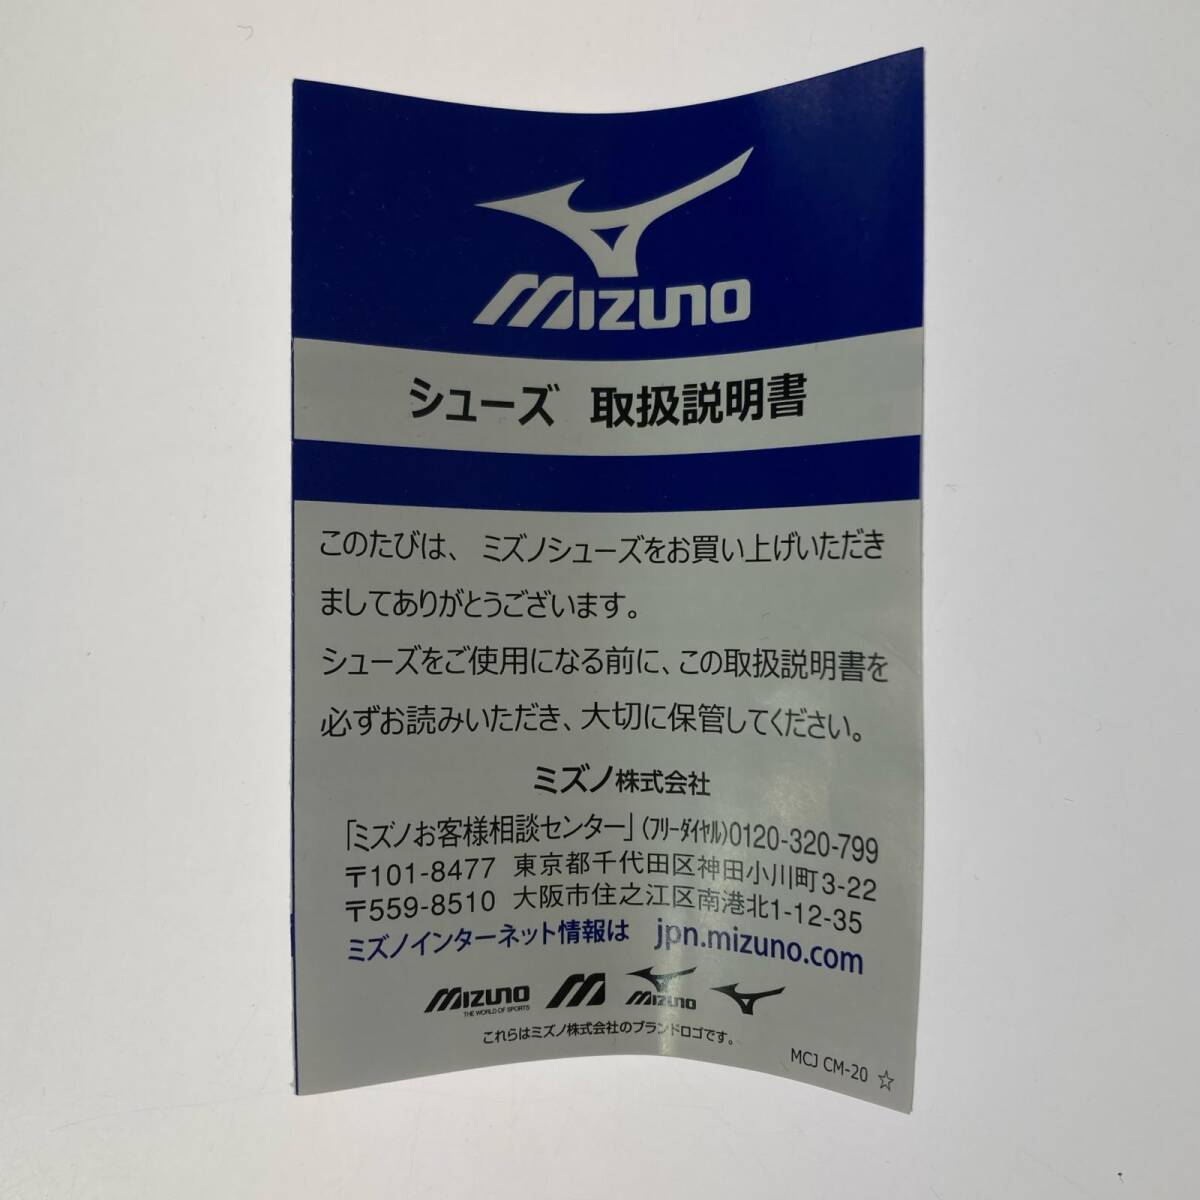 MIZUNO
シューズ 取扱説明書
このたびは、ミズノシューズをお買い上げいただき
ましてありがとうございます。
シューズをご使用になる前に、この取扱説明書を
必ずお読みいただき、大切に保管してください。
ミズノ株式会社
「ミズノお客様相談センター」(フリーダイヤル)0120-320-799
〒101-8477 東京都千代田区神田小川町3-22
〒559-8510 大阪市住之江区南港北1-12-35
ミズノインターネット情報は jpn.mizuno.com
MIZUNO
THE WORLD OF SPORTS
MIZUNO
これらはミズノ株式会社のブランドロゴです。
MCJ CM-20 ☆